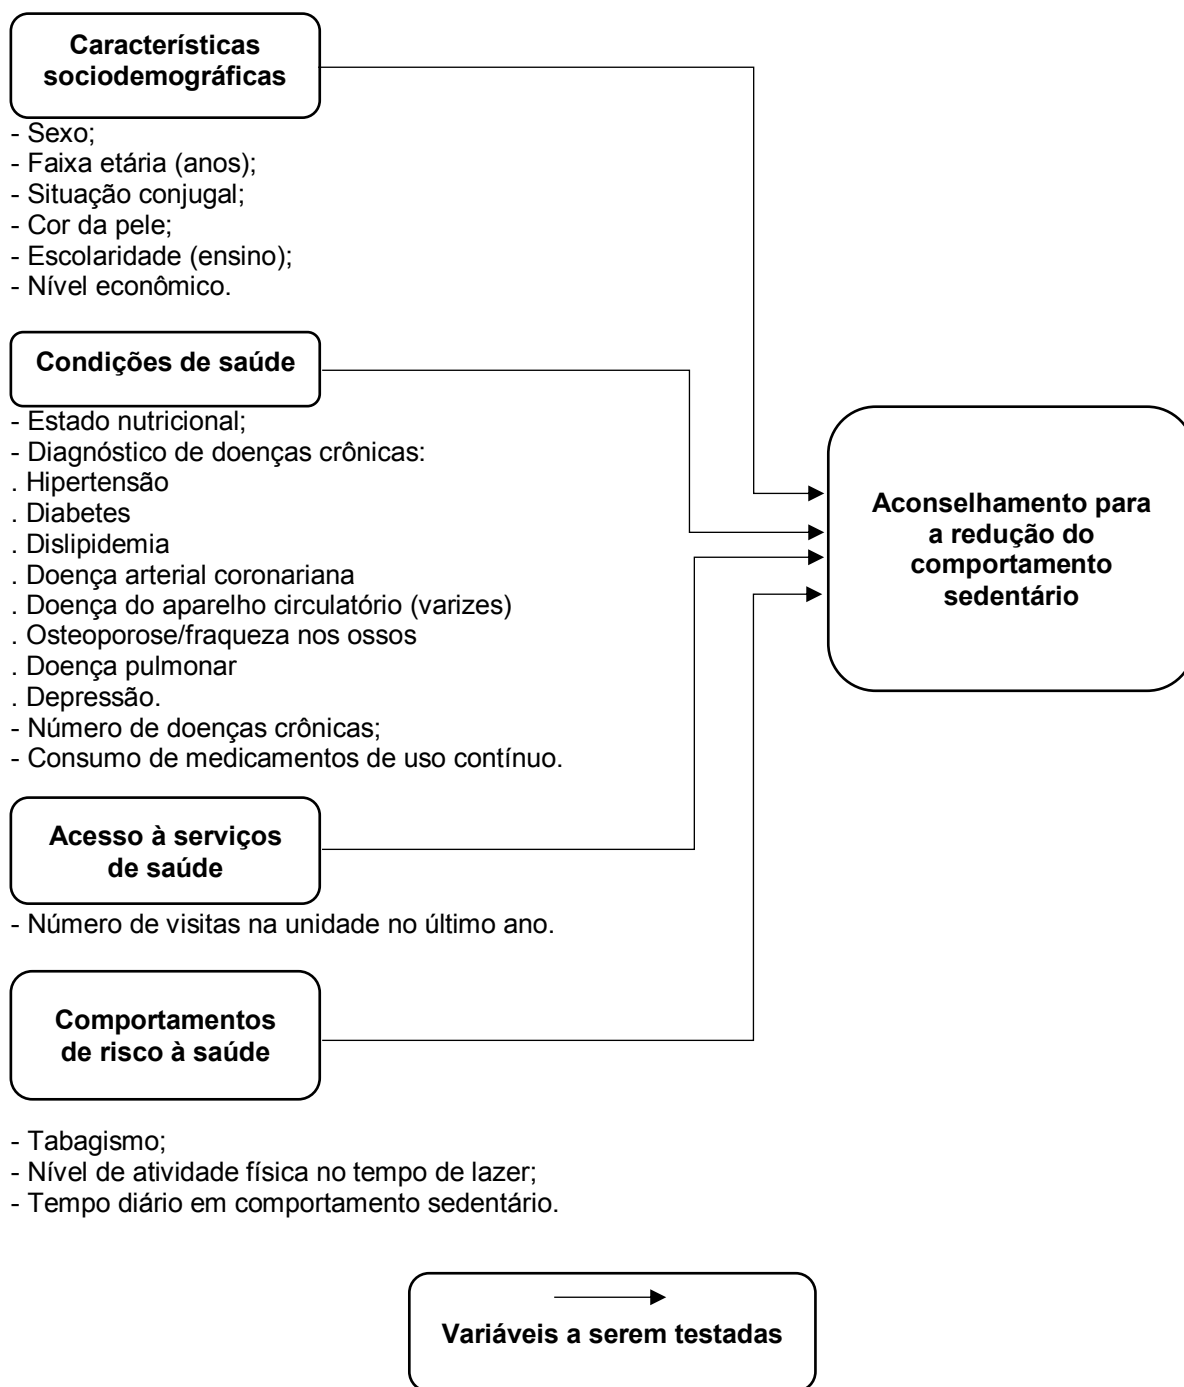 Características
sociodemográficas
- Sexo;
- Faixa etária (anos);
- Situação conjugal;
- Cor da pele;
- Escolaridade (ensino);
- Nível econômico.
Condições de saúde
- Estado nutricional;
- Diagnóstico de doenças crônicas:
. Hipertensão
. Diabetes
. Dislipidemia
. Doença arterial coronariana
. Doença do aparelho circulatório (varizes)
. Osteoporose/fraqueza nos ossos
. Doença pulmonar
. Depressão.
- Número de doenças crônicas;
- Consumo de medicamentos de uso contínuo.
Acesso à serviços
de saúde
- Número de visitas na unidade no último ano.
Comportamentos
de risco à saúde
- Tabagismo;
- Nível de atividade física no tempo de lazer;
- Tempo diário em comportamento sedentário.
Aconselhamento para
a redução do
comportamento
sedentário
Variáveis a serem testadas